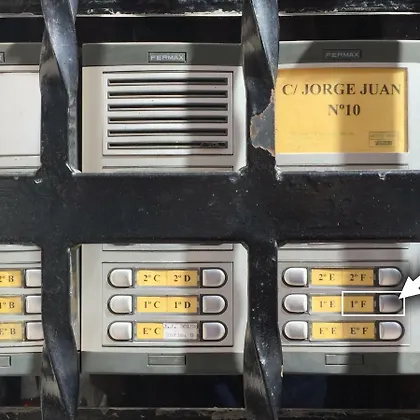 FERMAX
FERMAX
C/ JORGE JUAN
Nº10
2º B
2º C 2º D
2º E 2º F
1º B
1º C 1º D
1º E 1º F
Eº B
Eº C
Eº E Eº F